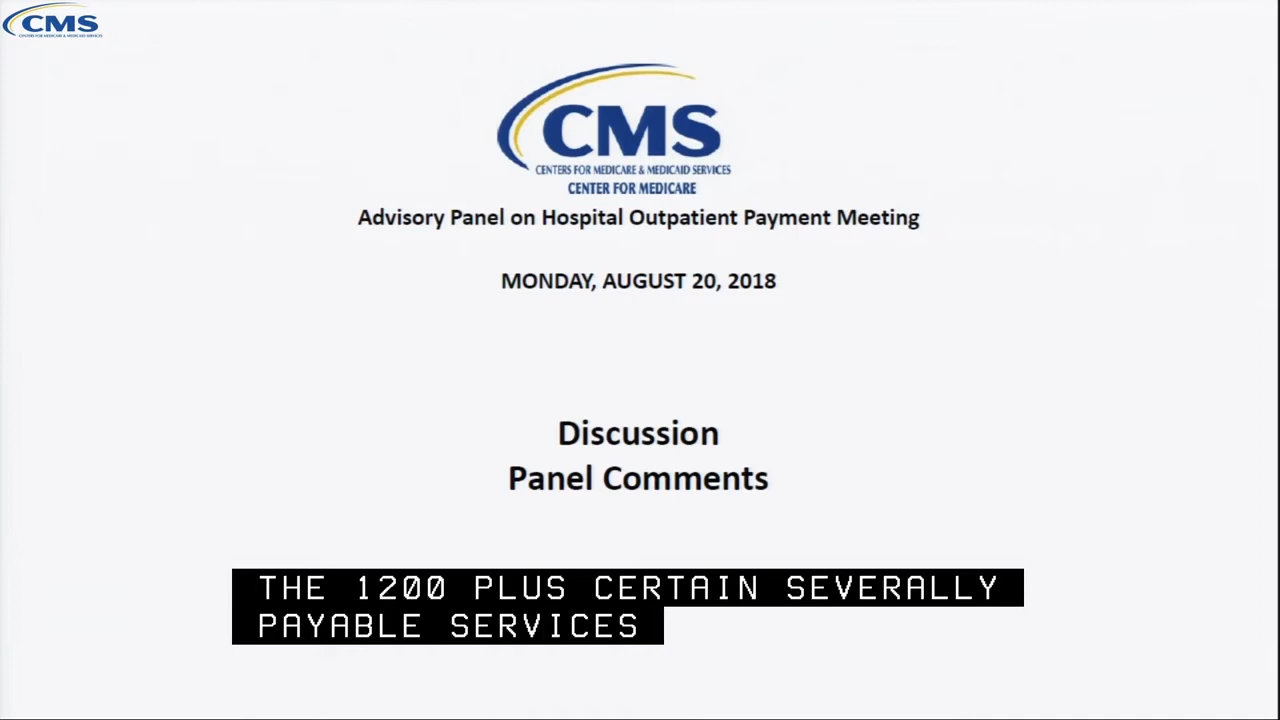 CMS
CENTERS FOR MEDICARE & MEDICAID SERVICES
CMS
CENTERS FOR MEDICARE & MEDICAID SERVICES
CENTER FOR MEDICARE
Advisory Panel on Hospital Outpatient Payment Meeting
MONDAY, AUGUST 20, 2018
Discussion
Panel Comments
THE 1200 PLUS CERTAIN SEVERALLY
PAYABLE SERVICES